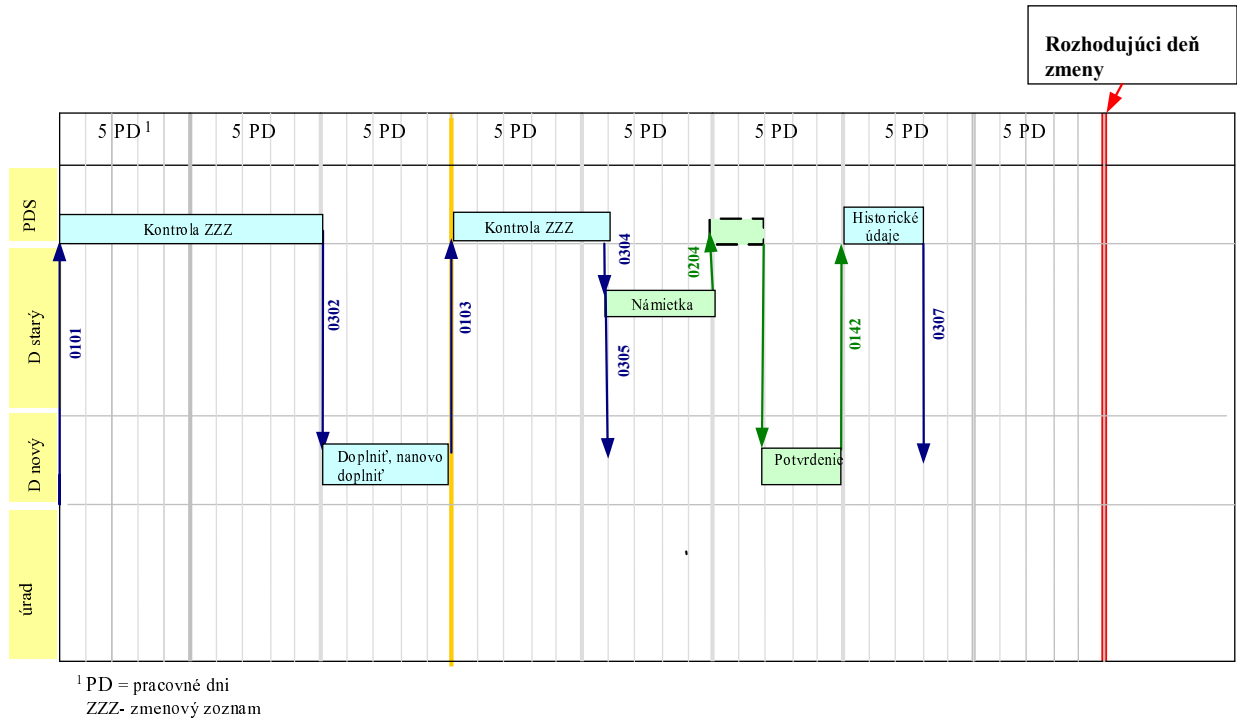 Rozhodujúci deň
zmeny
5 PD 1
5 PD
5 PD
5 PD
5 PD
5 PD
5 PD
5 PD
PDS
Kontrola ZZZ
Kontrola ZZZ
Historické
údaje
D starý
0101
0302
0103
0304
Námietka
0305
0204
0142
0307
D nový
Doplniť, nanovo
doplniť
Potvrdenie
úrad
1 PD = pracovné dni
ZZZ- zmenový zoznam